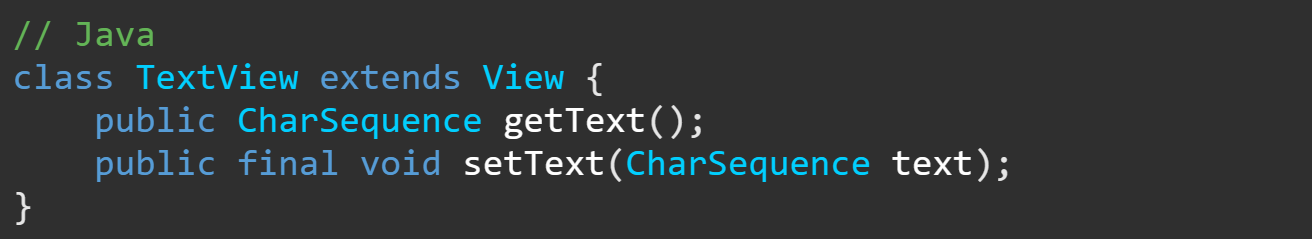 // Java
class TextView extends View {
    public CharSequence getText();
    public final void setText(CharSequence text);
}